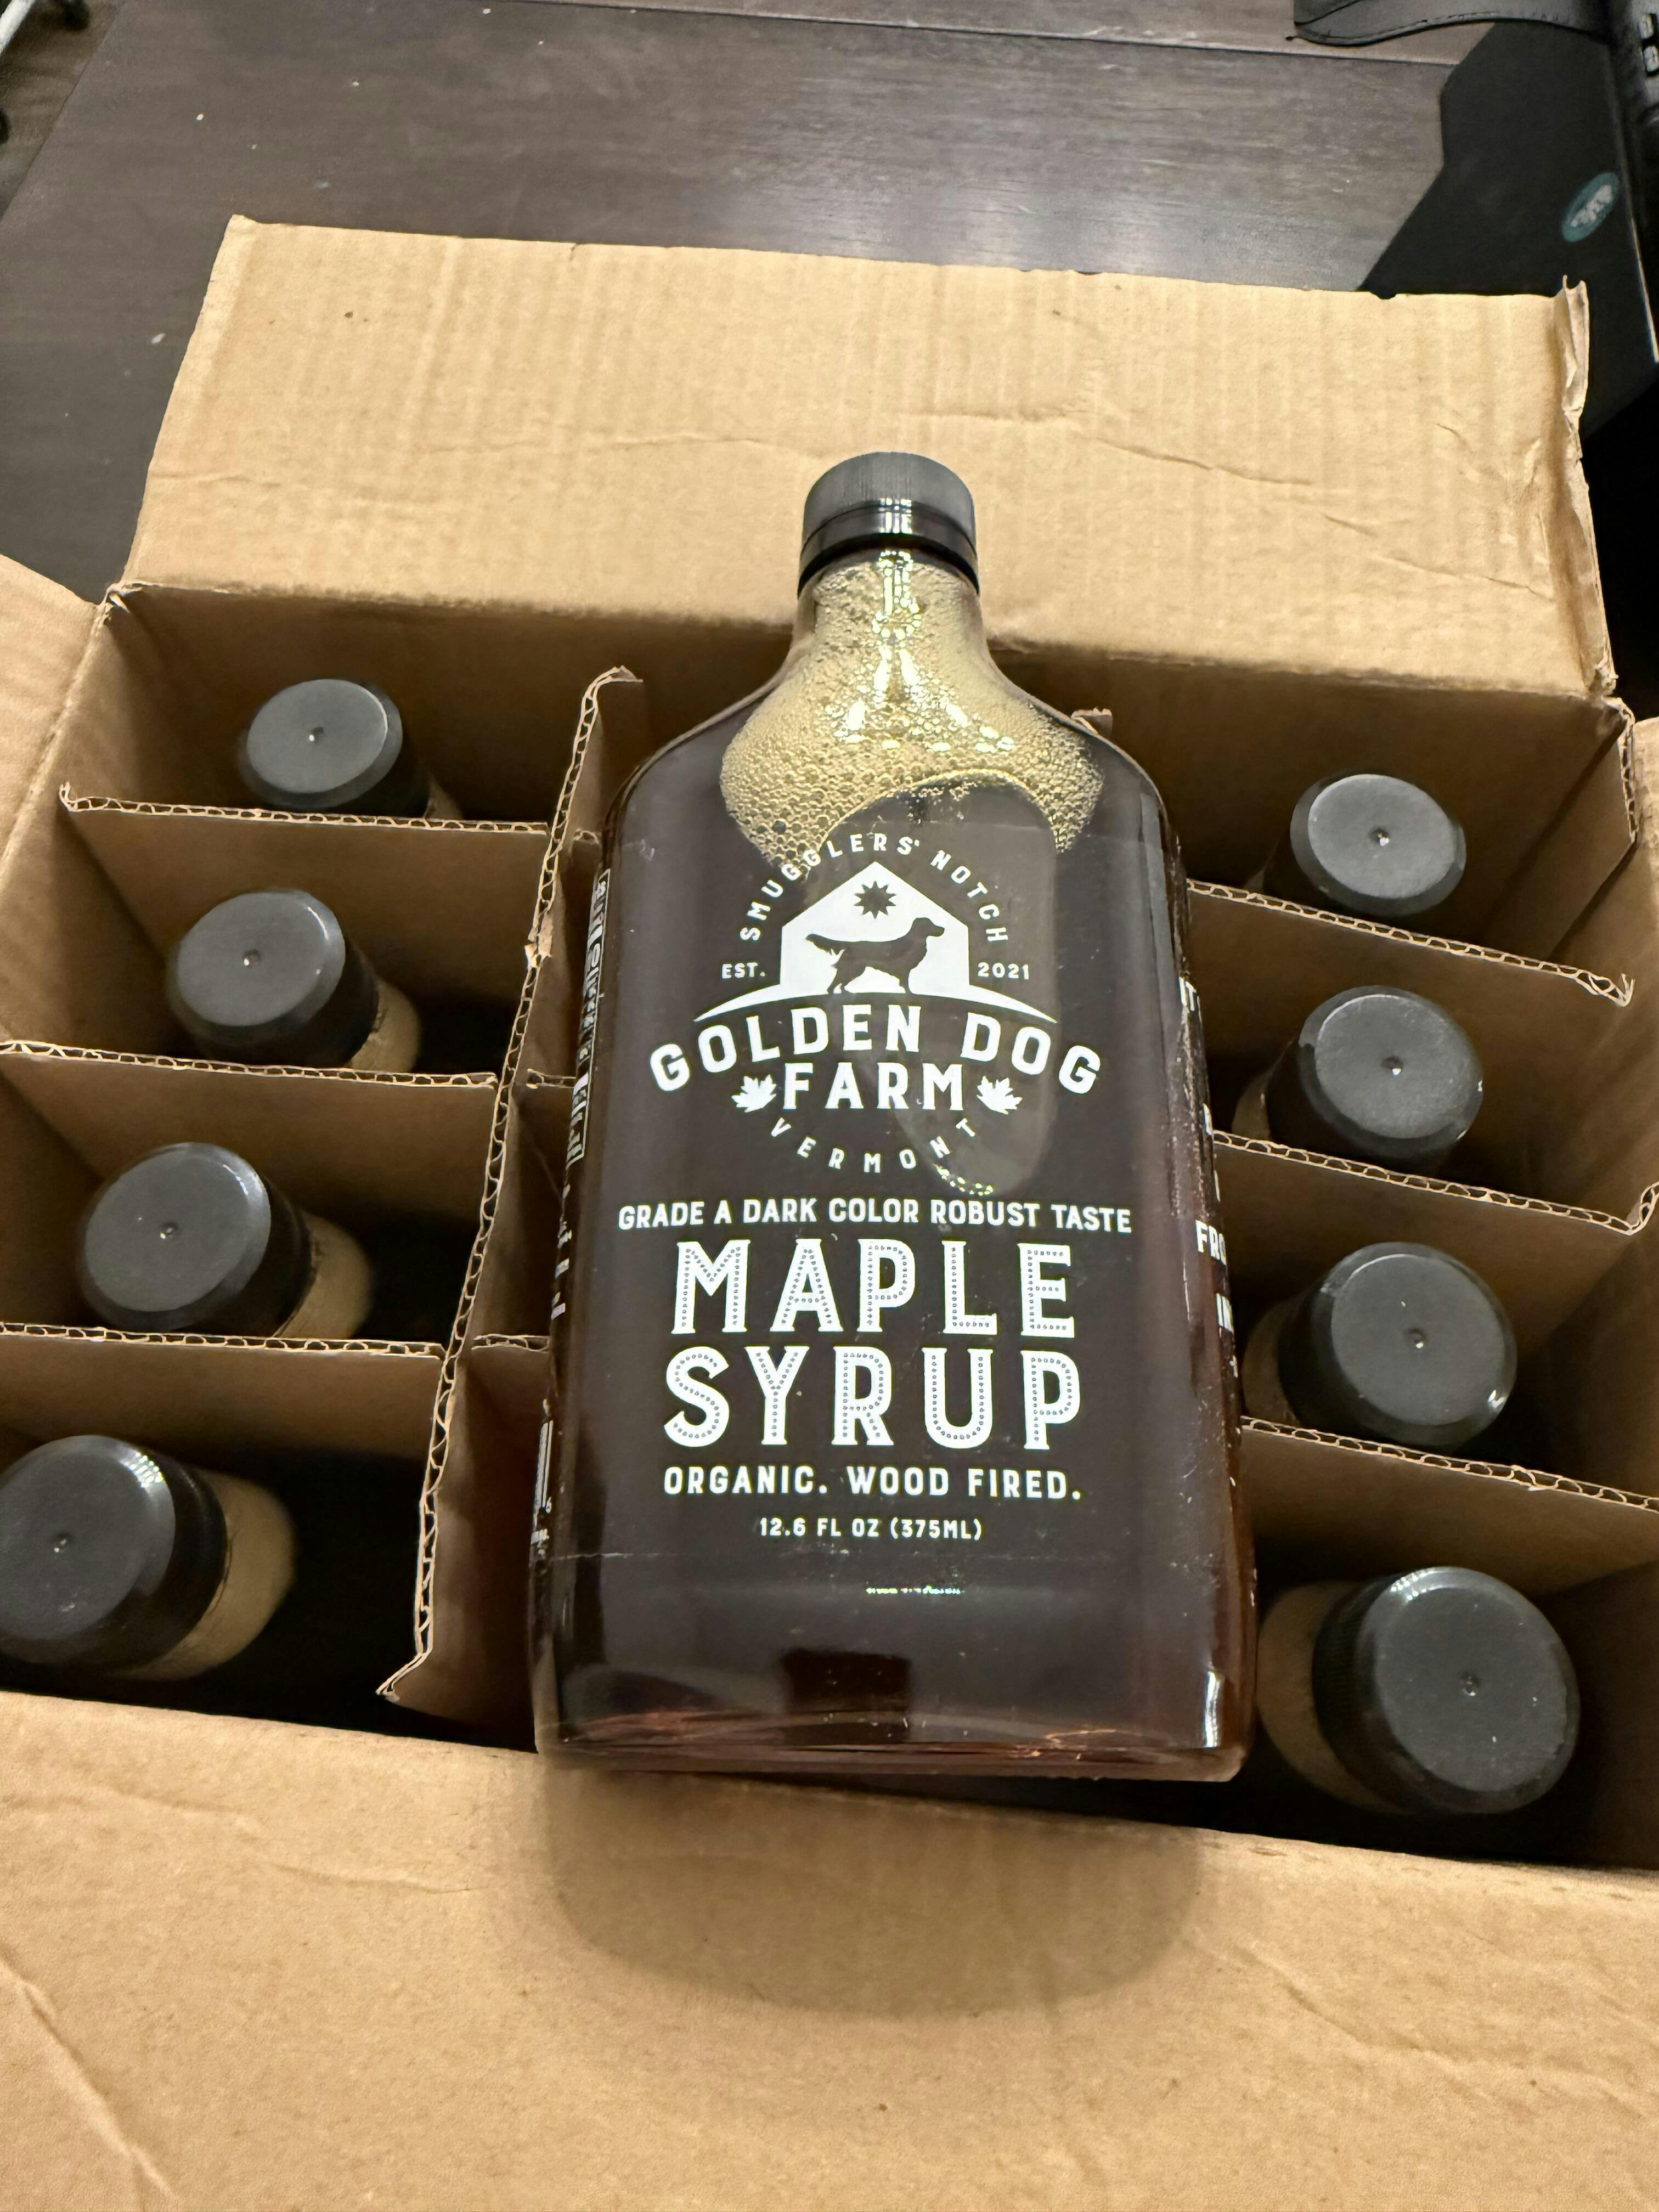 SMUGGLERS' NOTCH
EST. 2021
GOLDEN DOG
FARM
VERMONT
GRADE A DARK COLOR ROBUST TASTE
MAPLE
SYRUP
ORGANIC. WOOD FIRED.
12.6 FL OZ (375ML)